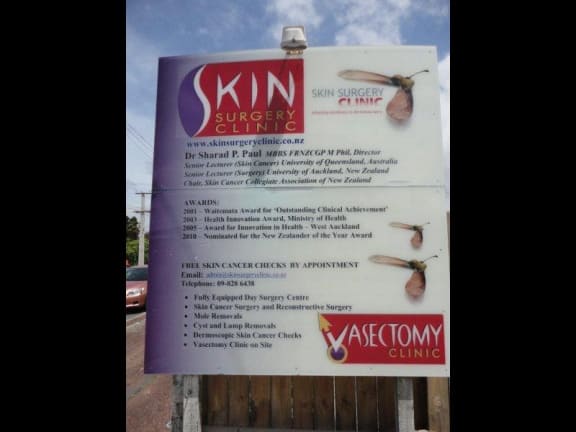 SKIN
SURGERY
CLINIC
SKIN SURGERY
CLINIC
www.skinsurgeryclinic.co.nz
Dr Sharad P. Paul MBBS FRNZCGP M Phil, Director
Senior Lecturer (Skin Cancer) University of Queensland, Australia
Senior Lecturer (Surgery) University of Auckland, New Zealand
Chair, Skin Cancer Collegiate Association of New Zealand
AWARDS:
2001 – Waitemata Award for 'Outstanding Clinical Achievement'
2003 – Health Innovation Award, Ministry of Health
2005 – Award for Innovation in Health – West Auckland
2010 – Nominated for the New Zealander of the Year Award
FREE SKIN CANCER CHECKS BY APPOINTMENT
Email: admin@skinsurgeryclinic.co.nz
Telephone: 09-828 6438
• Fully Equipped Day Surgery Centre
• Skin Cancer Surgery and Reconstructive Surgery
• Mole Removals
• Cyst and Lump Removals
• Dermoscopic Skin Cancer Checks
• Vasectomy Clinic on Site
VASECTOMY
CLINIC